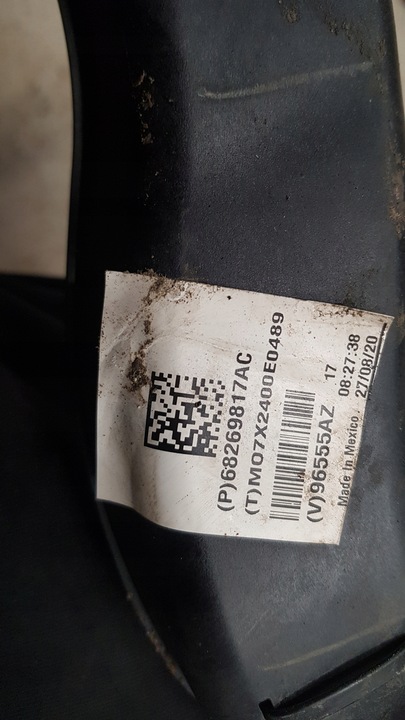 (P)68269817AC
(T)M07X2400E0489
(V)96555AZ 17 08:27:38
Made In Mexico. 27/08/20